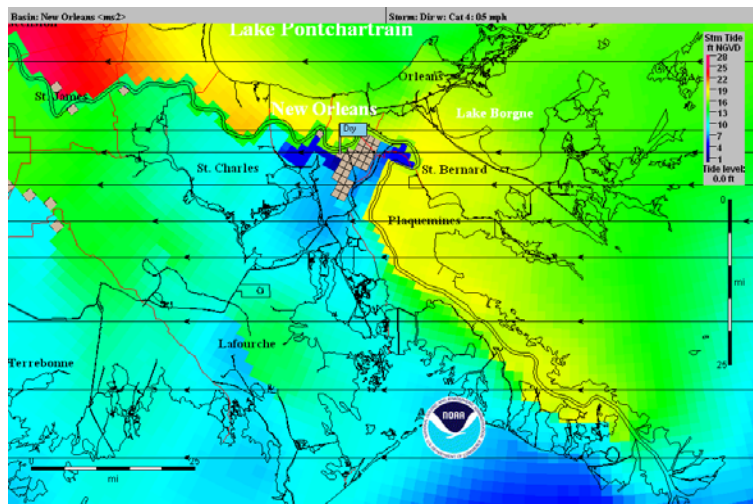 Basin: New Orleans <ms2>
Storm: Dir w: Cat 4: 05 mph
Lake Pontchartrain
Stm Tide
ft NGVD
28
25
22
19
16
13
10
7
4
1
Tide level:
0.0 ft
Orleans
St. James
New Orleans
Lake Borgne
Dry
St. Charles
St. Bernard
Plaquemines
0
mi
25
Lafourche
Terrebonne
NOAA
0
25
mi